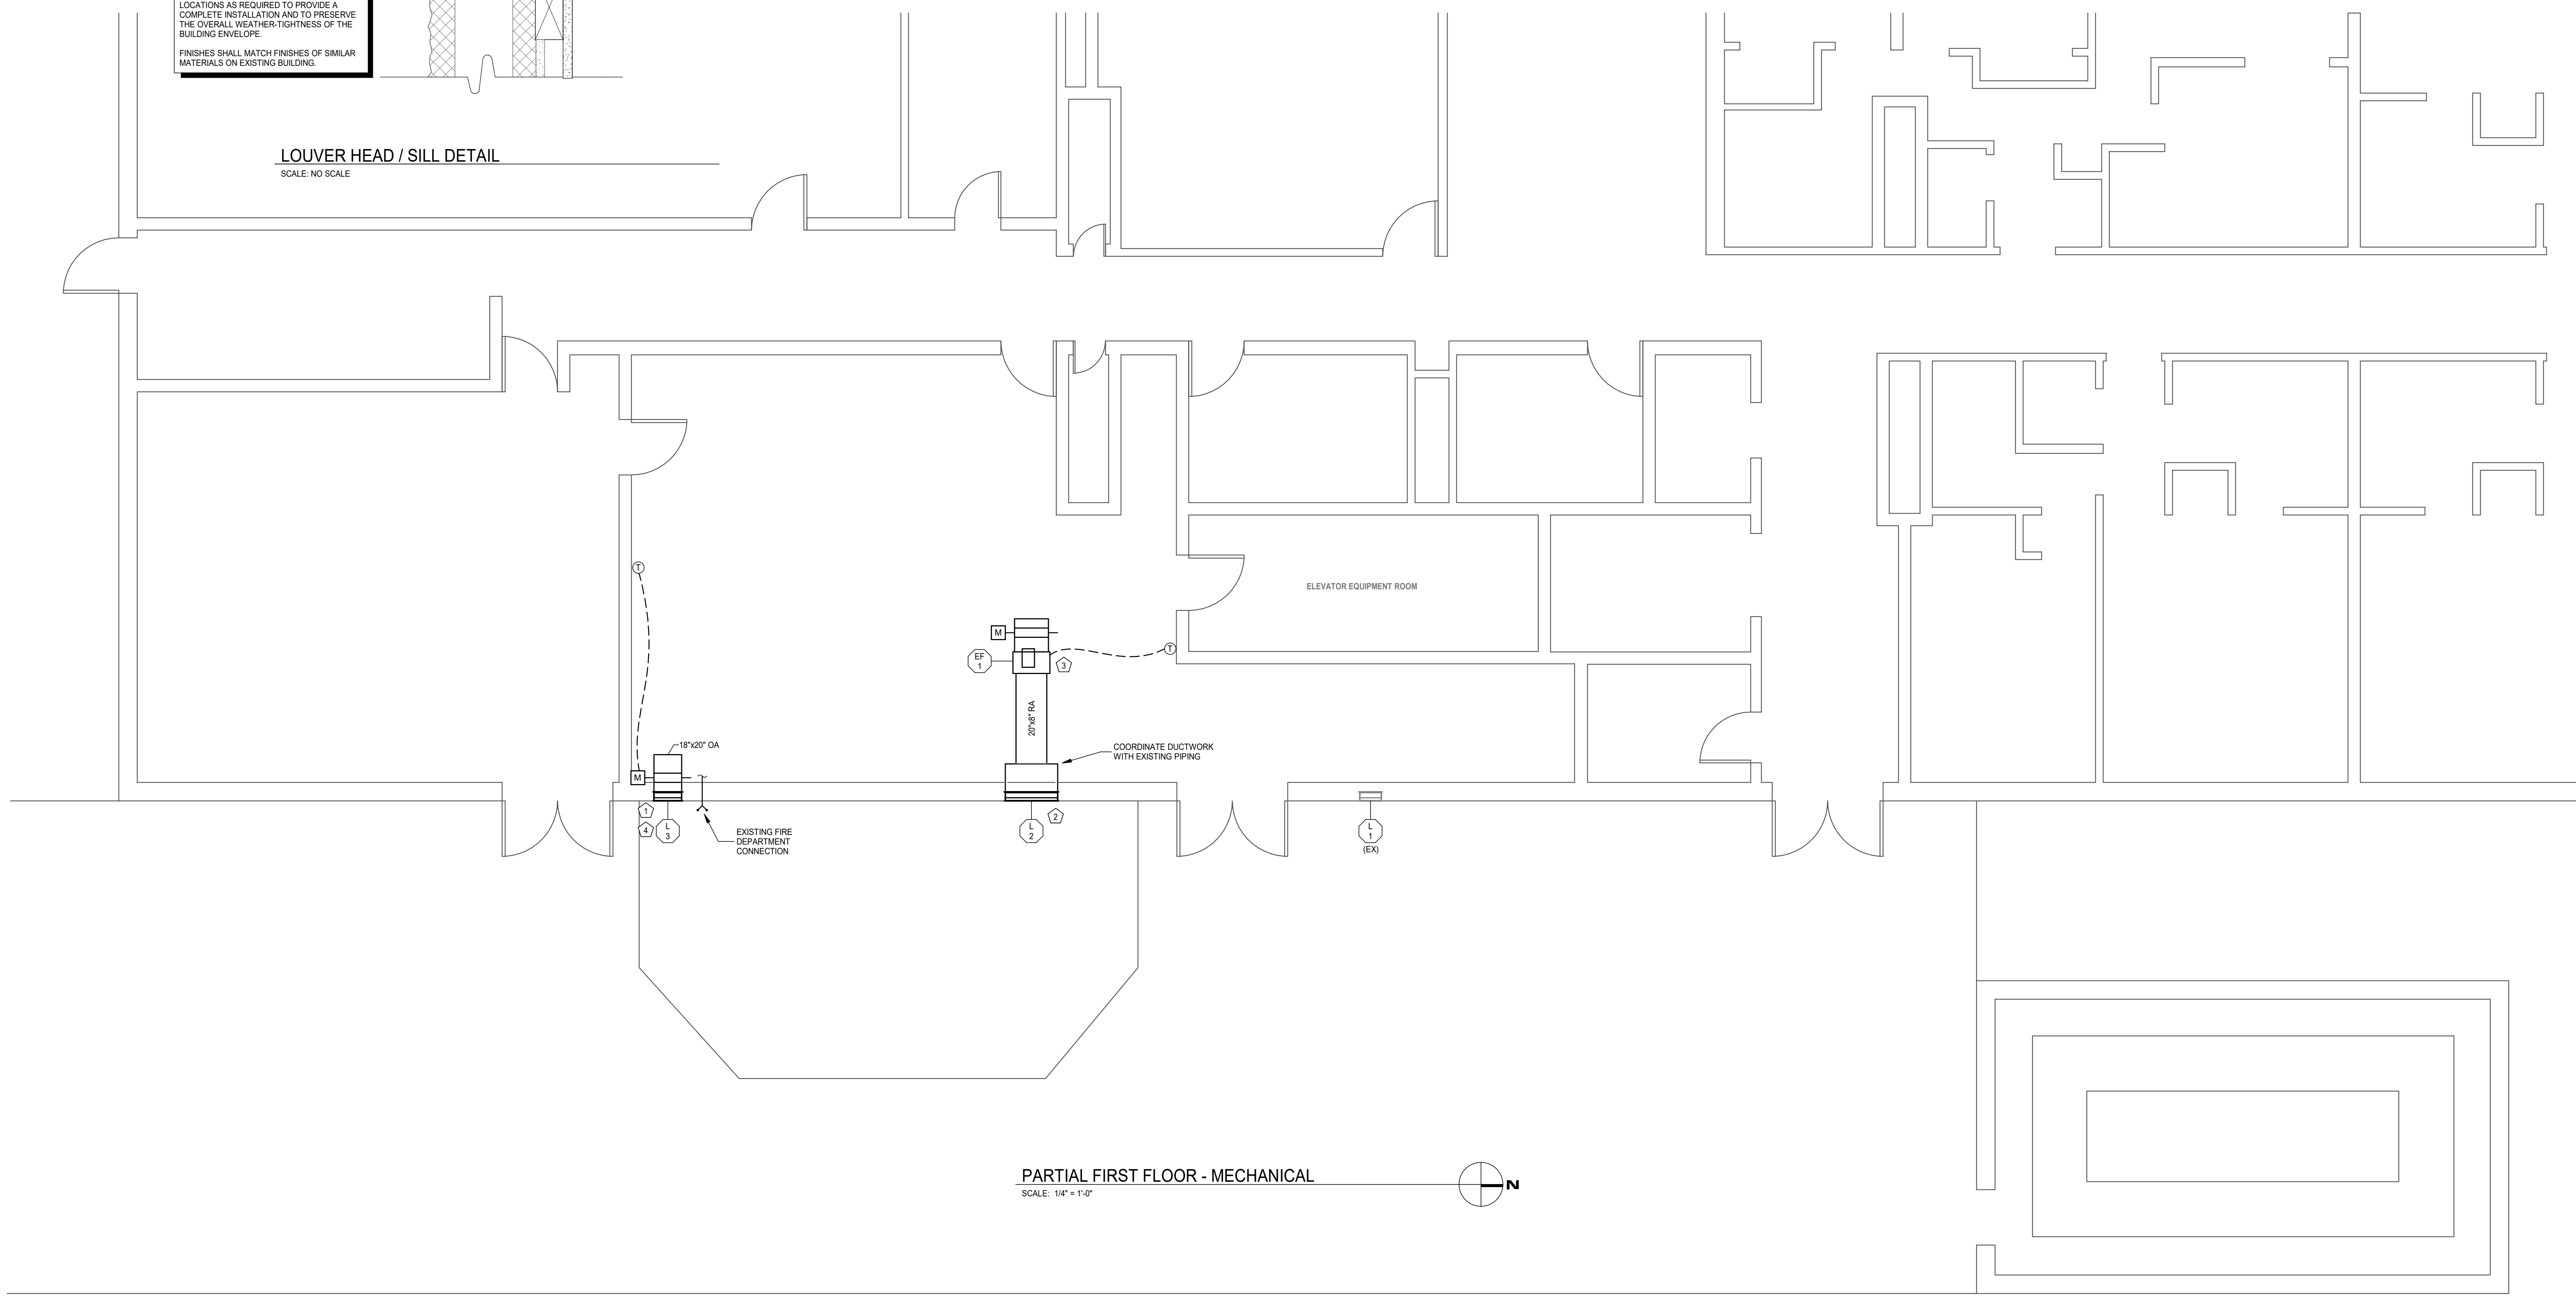 LOCATIONS AS REQUIRED TO PROVIDE A
COMPLETE INSTALLATION AND TO PRESERVE
THE OVERALL WEATHER-TIGHTNESS OF THE
BUILDING ENVELOPE.
FINISHES SHALL MATCH FINISHES OF SIMILAR
MATERIALS ON EXISTING BUILDING.
LOUVER HEAD / SILL DETAIL
SCALE: NO SCALE
T
ELEVATOR EQUIPMENT ROOM
M
EF
1
3
T
20"x8" RA
18"x20" OA
M
COORDINATE DUCTWORK
WITH EXISTING PIPING
1
4
L
3
EXISTING FIRE
DEPARTMENT
CONNECTION
L
2
2
L
1
(EX)
PARTIAL FIRST FLOOR - MECHANICAL
SCALE: 1/4" = 1'-0"
N